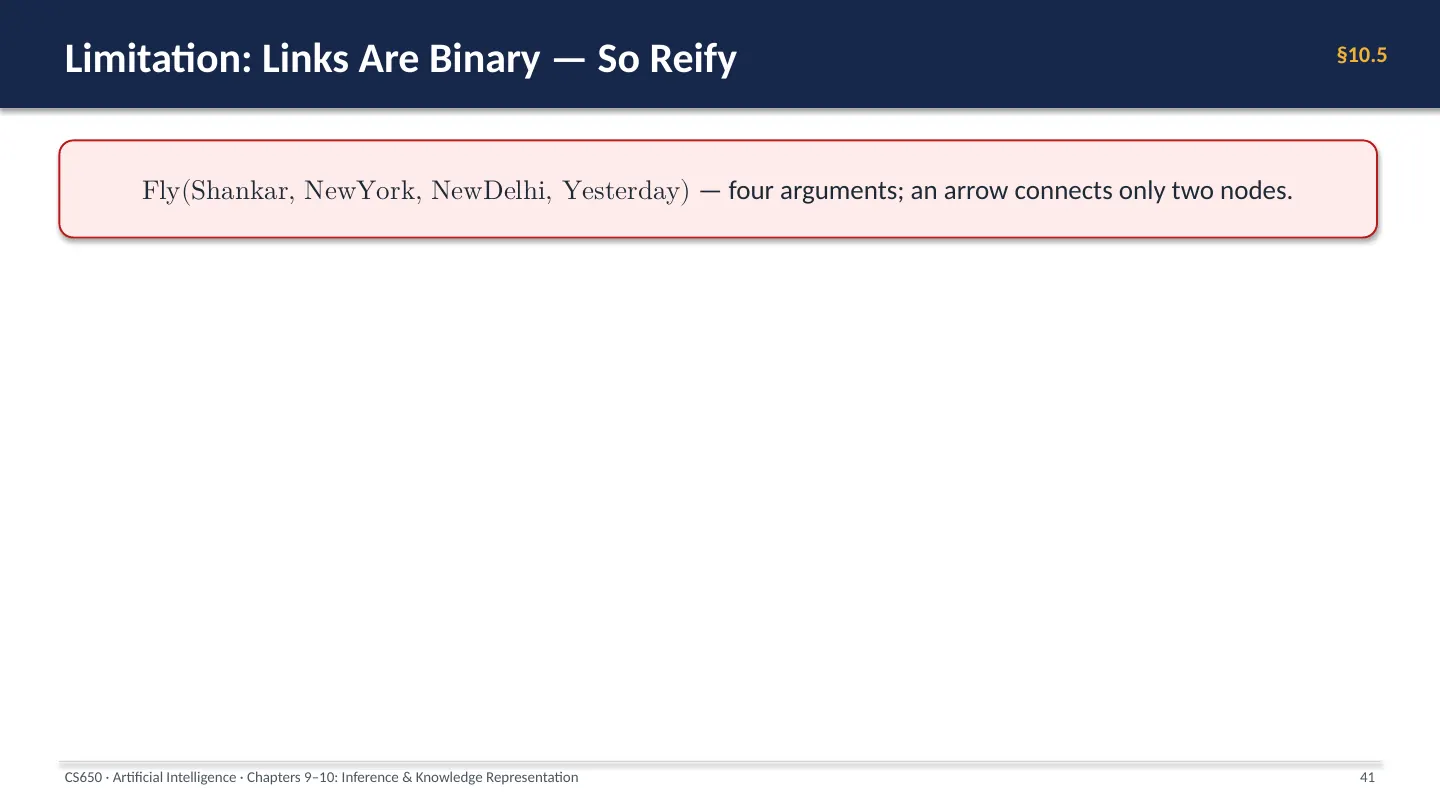 Limitation: Links Are Binary — So Reify
§10.5
Fly(Shankar, NewYork, NewDelhi, Yesterday) — four arguments; an arrow connects only two nodes.
CS650 · Artificial Intelligence · Chapters 9–10: Inference & Knowledge Representation
41